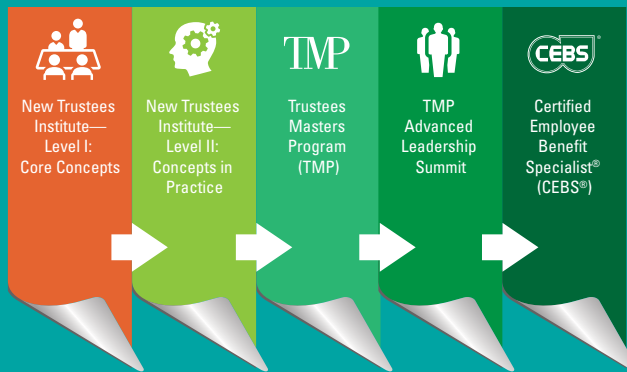 New Trustees
Institute—
Level I:
Core Concepts
New Trustees
Institute—
Level II:
Concepts in
Practice
TMP
Trustees
Masters
Program
(TMP)
TMP
Advanced
Leadership
Summit
CEBS®
Certified
Employee
Benefit
Specialist®
(CEBS®)